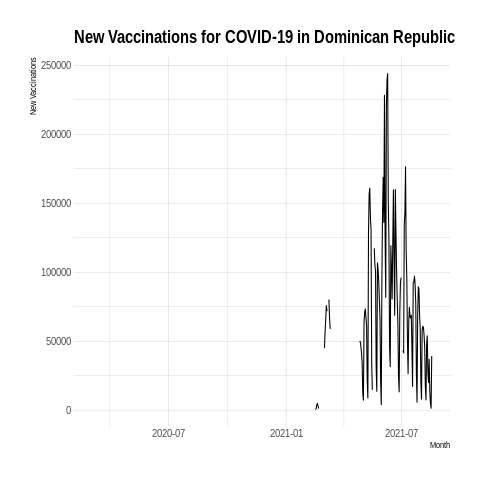 New Vaccinations for COVID-19 in Dominican Republic
New Vaccinations
250000
200000
150000
100000
50000
0
2020-07 2021-01 2021-07
Month